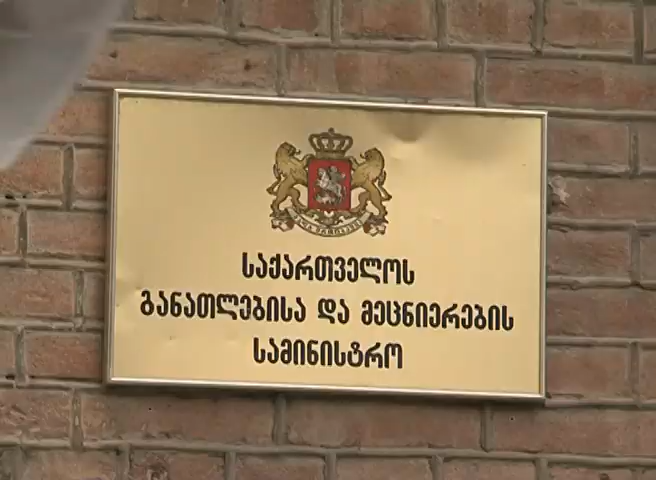 საქართველოს
განათლებისა და მეცნიერების
სამინისტრო